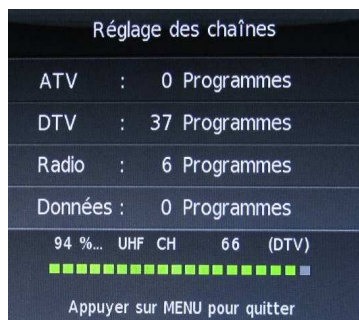 Réglage des chaînes
ATV : 0 Programmes
DTV : 37 Programmes
Radio : 6 Programmes
Données : 0 Programmes
94 %... UHF CH 66 (DTV)
Appuyer sur MENU pour quitter